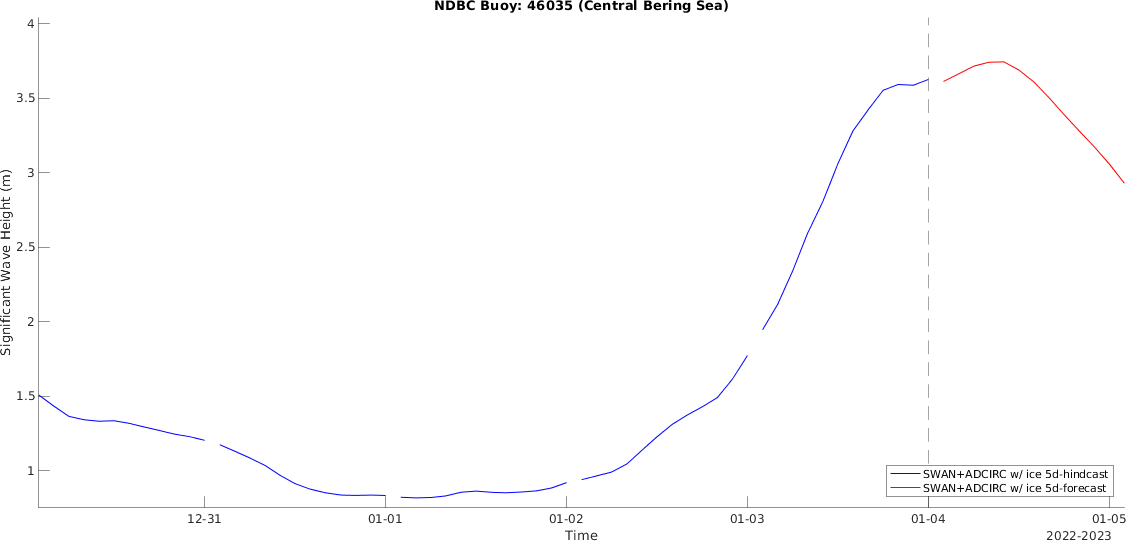 NDBC Buoy: 46035 (Central Bering Sea)
4
3.5
3
2.5
2
1.5
1
Significant Wave Height (m)
12-31
01-01
01-02
01-03
01-04
01-05
Time
2022-2023
SWAN+ADCIRC w/ ice 5d-hindcast
SWAN+ADCIRC w/ ice 5d-forecast